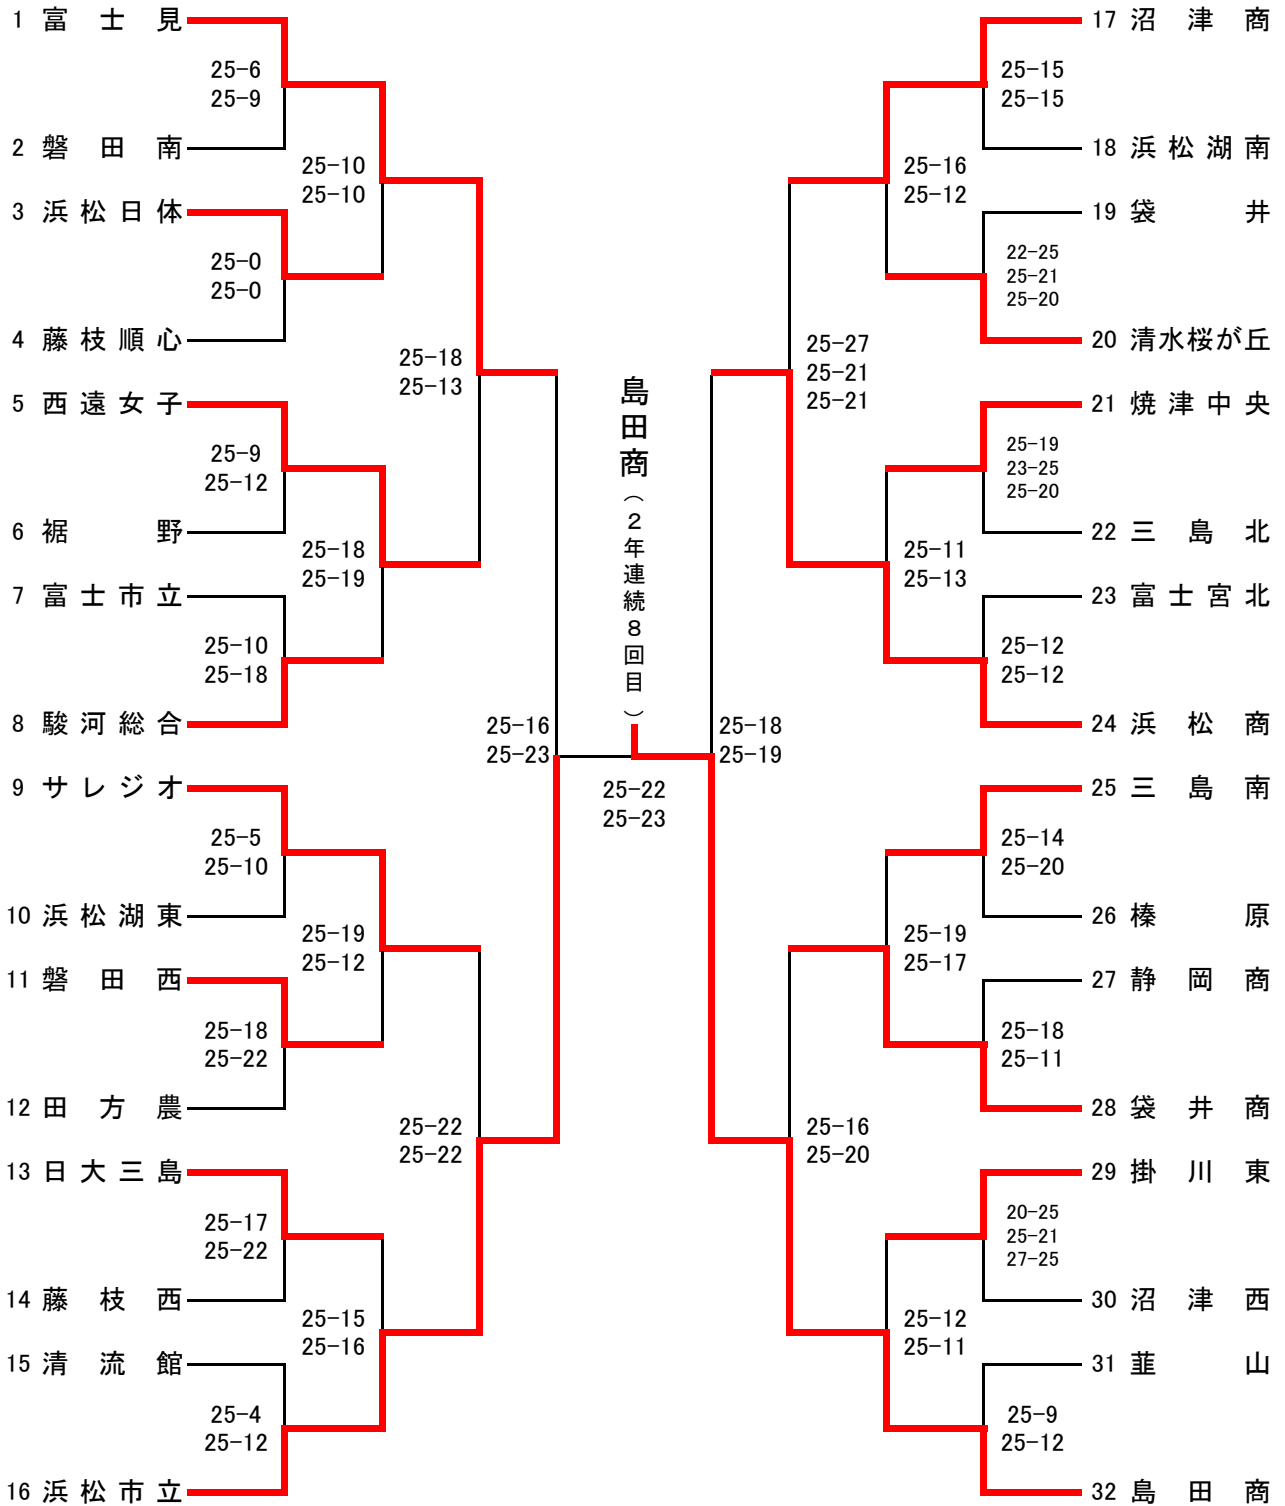 1 富士見
25-6
25-9
2 磐田南
25-10
25-10
3 浜松日体
25-0
25-0
4 藤枝順心
25-18
25-13
5 西遠女子
25-9
25-12
6 裾野
25-18
25-19
7 富士市立
25-10
25-18
8 駿河総合
25-16
25-23
9 サレジオ
25-5
25-10
10 浜松湖東
25-19
25-12
11 磐田西
25-18
25-22
12 田方農
25-22
25-22
13 日大三島
25-17
25-22
14 藤枝西
25-15
25-16
15 清流館
25-4
25-12
16 浜松市立
島田商(2年連続8回目)
25-22
25-23
17 沼津商
25-15
25-15
18 浜松湖南
25-16
25-12
19 袋井
22-25
25-21
25-20
20 清水桜が丘
25-27
25-21
25-21
21 焼津中央
25-19
23-25
25-20
22 三島北
25-11
25-13
23 富士宮北
25-12
25-12
24 浜松商
25-18
25-19
25 三島南
25-14
25-20
26 榛原
25-19
25-17
27 静岡商
25-18
25-11
28 袋井商
25-16
25-20
29 掛川東
20-25
25-21
27-25
30 沼津西
25-12
25-11
31 韮山
25-9
25-12
32 島田商